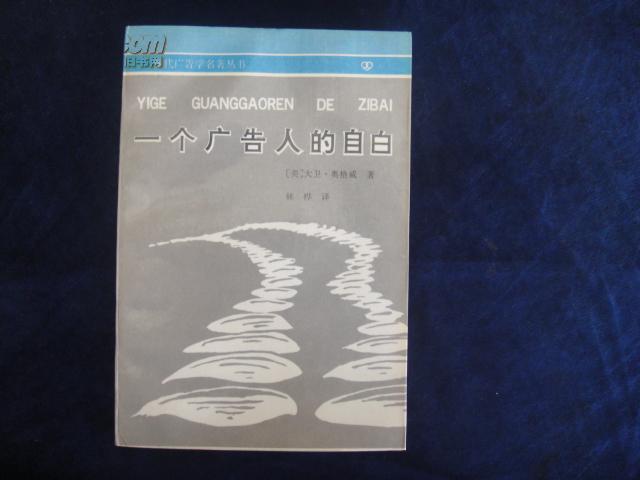 .com
旧书网
代广告学名著丛书
YIGE GUANGGAOREN DE ZIBAI
一个广告人的自白
[美]大卫·奥格威 著
林桦 译